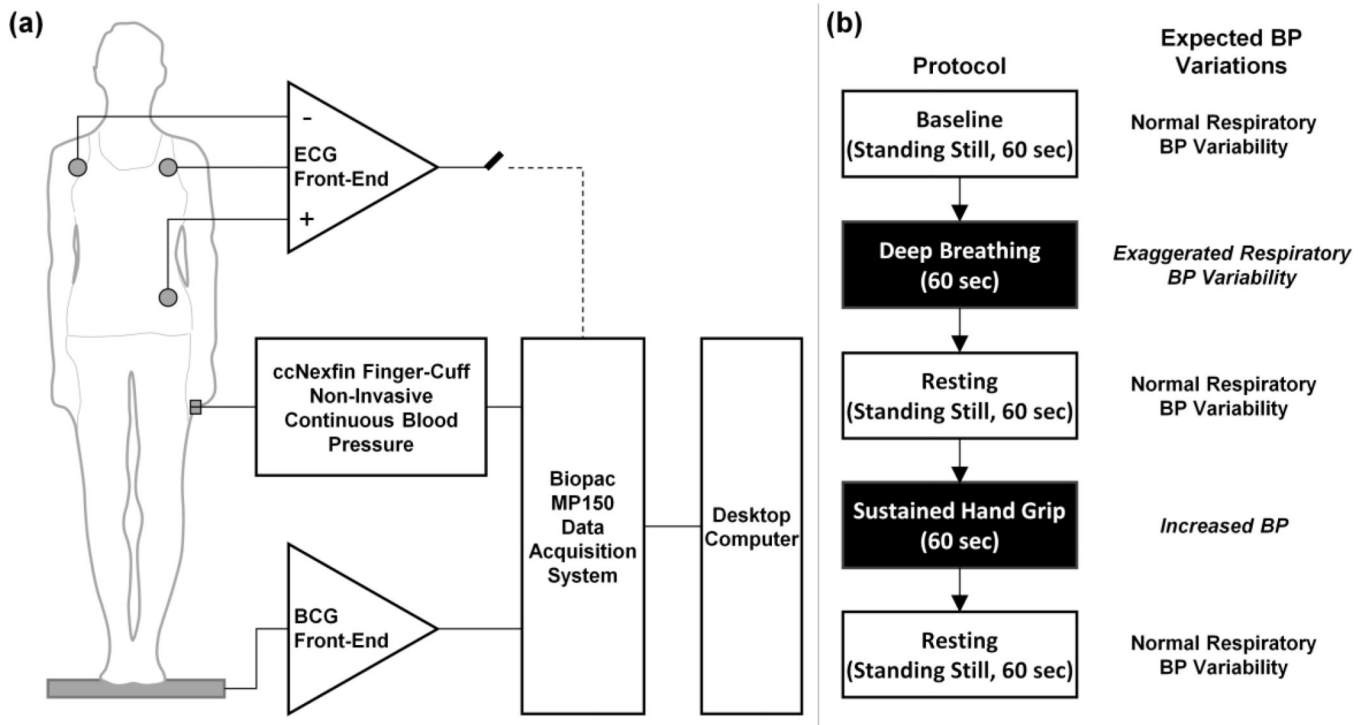 (a)
-
ECG
Front-End
+
ccNexfin Finger-Cuff
Non-Invasive
Continuous Blood
Pressure
BCG
Front-End
Biopac
MP150
Data
Acquisition
System
Desktop
Computer
(b)
Protocol
Expected BP
Variations
Baseline
(Standing Still, 60 sec)
Normal Respiratory
BP Variability
Deep Breathing
(60 sec)
Exaggerated Respiratory
BP Variability
Resting
(Standing Still, 60 sec)
Normal Respiratory
BP Variability
Sustained Hand Grip
(60 sec)
Increased BP
Resting
(Standing Still, 60 sec)
Normal Respiratory
BP Variability